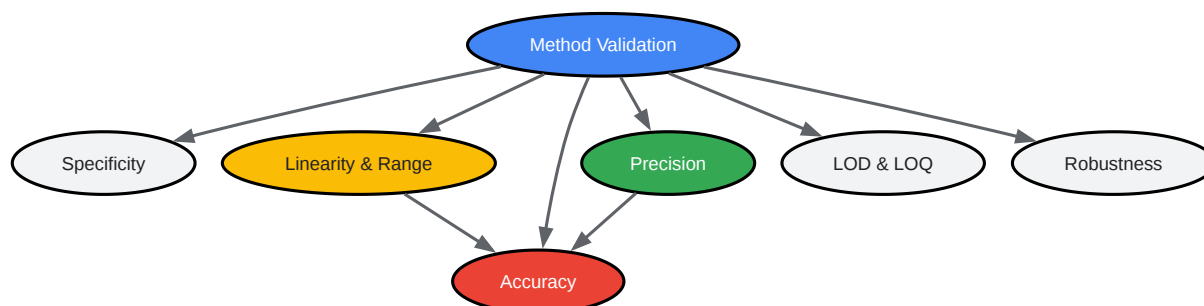 Method Validation
Specificity
Linearity & Range
Precision
LOD & LOQ
Robustness
Accuracy